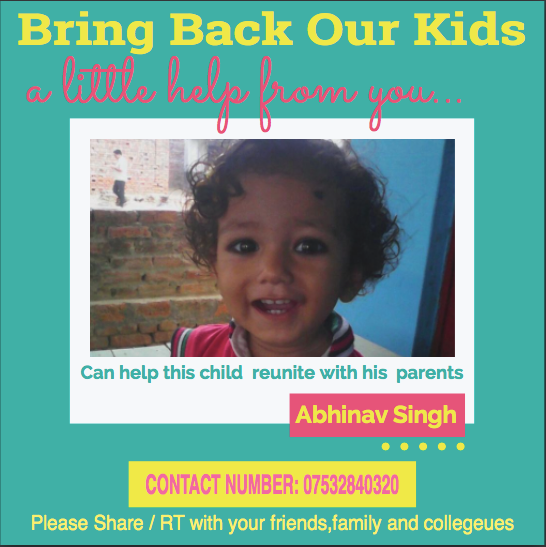 Bring Back Our Kids
a little help from you...
Can help this child reunite with his parents
Abhinav Singh
CONTACT NUMBER: 07532840320
Please Share / RT with your friends,family and collegeues